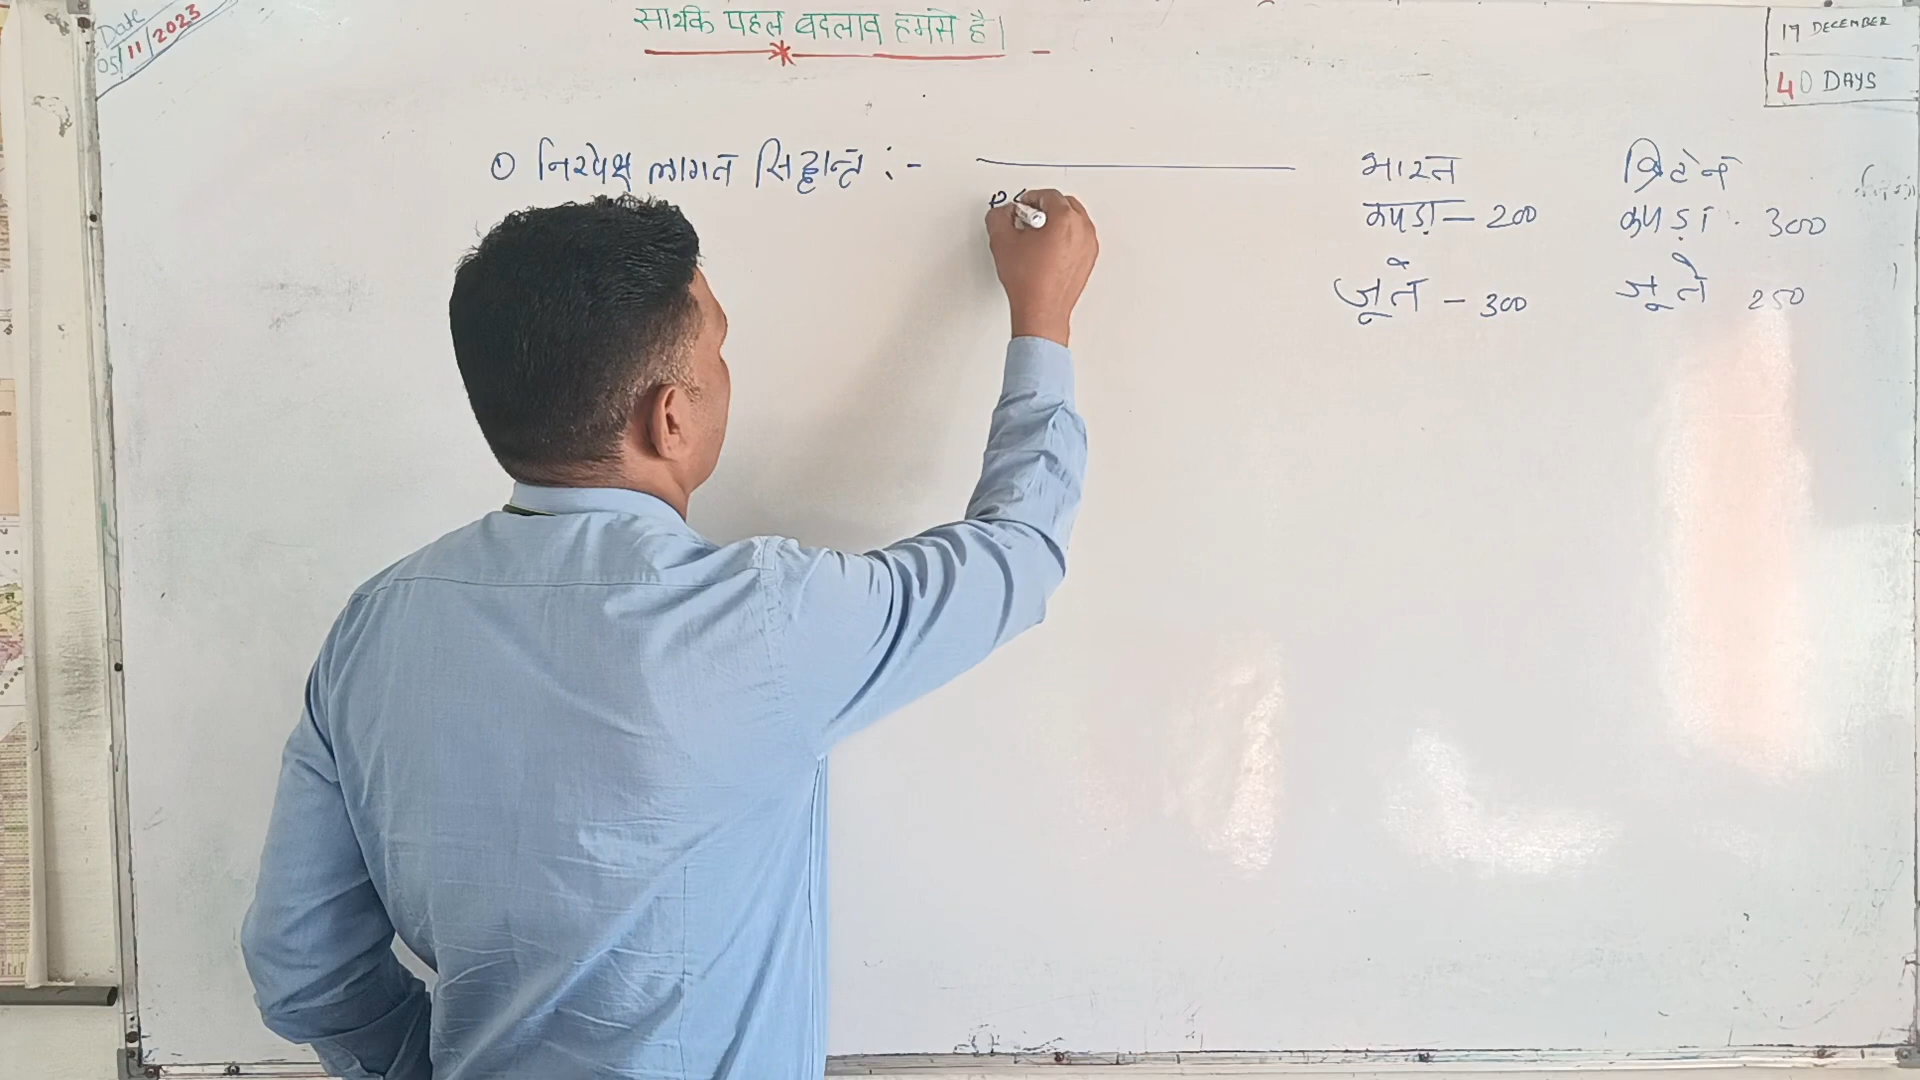 Date
05/11/2023
सार्थक पहल बदलाव हमसे है।
17 DECEMBER
40 DAYS
① निरपेक्ष लागत सिद्धान्त :-
भारत
कपड़ा - 200
जूते - 300
ब्रिटेन
कपड़ा - 300
जूते 250